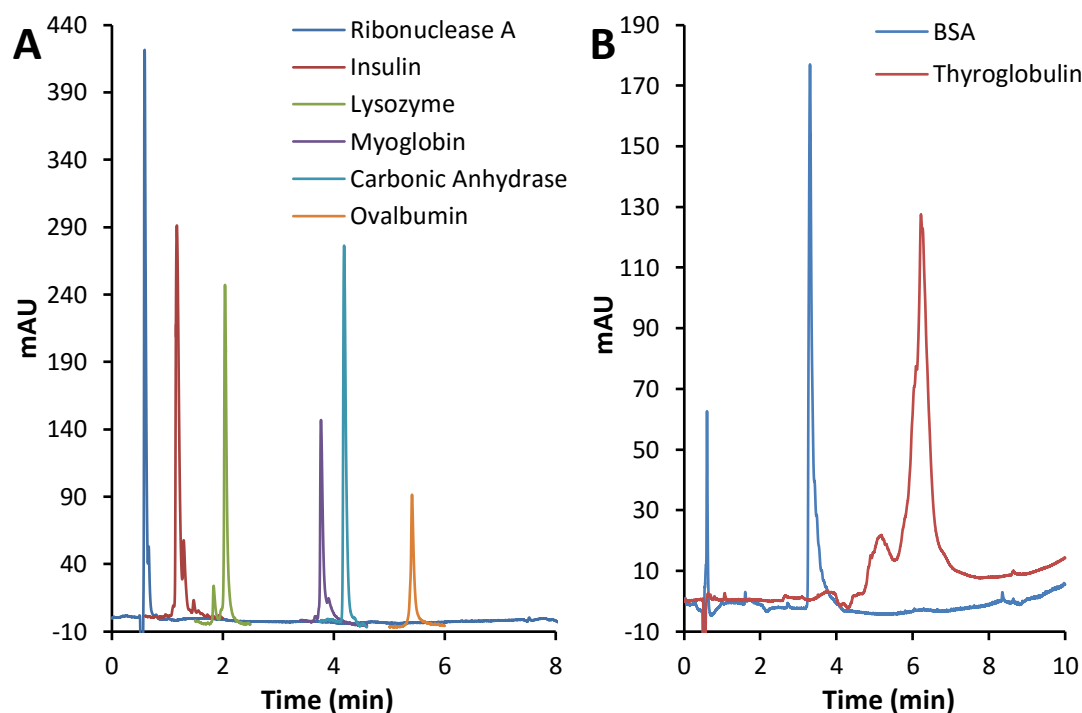 A
440
390
340
290
240
190
140
90
40
-10
mAU
0
2
4
6
8
Time (min)
Ribonuclease A
Insulin
Lysozyme
Myoglobin
Carbonic Anhydrase
Ovalbumin
B
190
170
150
130
110
90
70
50
30
10
-10
mAU
0
2
4
6
8
10
Time (min)
BSA
Thyroglobulin